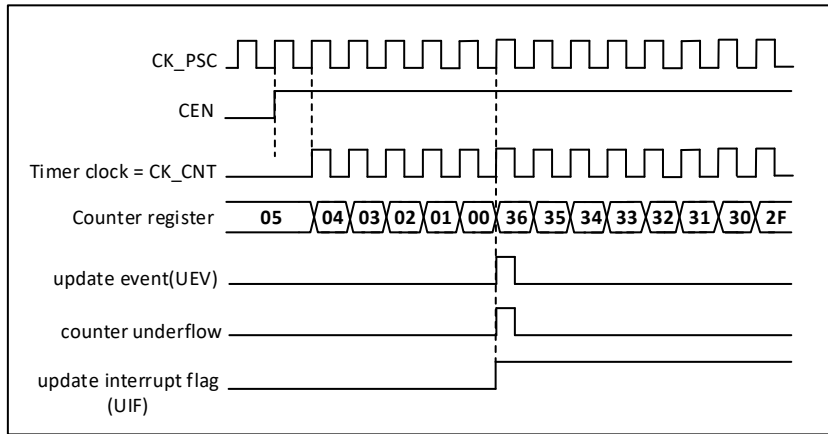 CK_PSC
CEN
Timer clock = CK_CNT
Counter register 05 04 03 02 01 00 36 35 34 33 32 31 30 2F
update event(UEV)
counter underflow
update interrupt flag
(UIF)